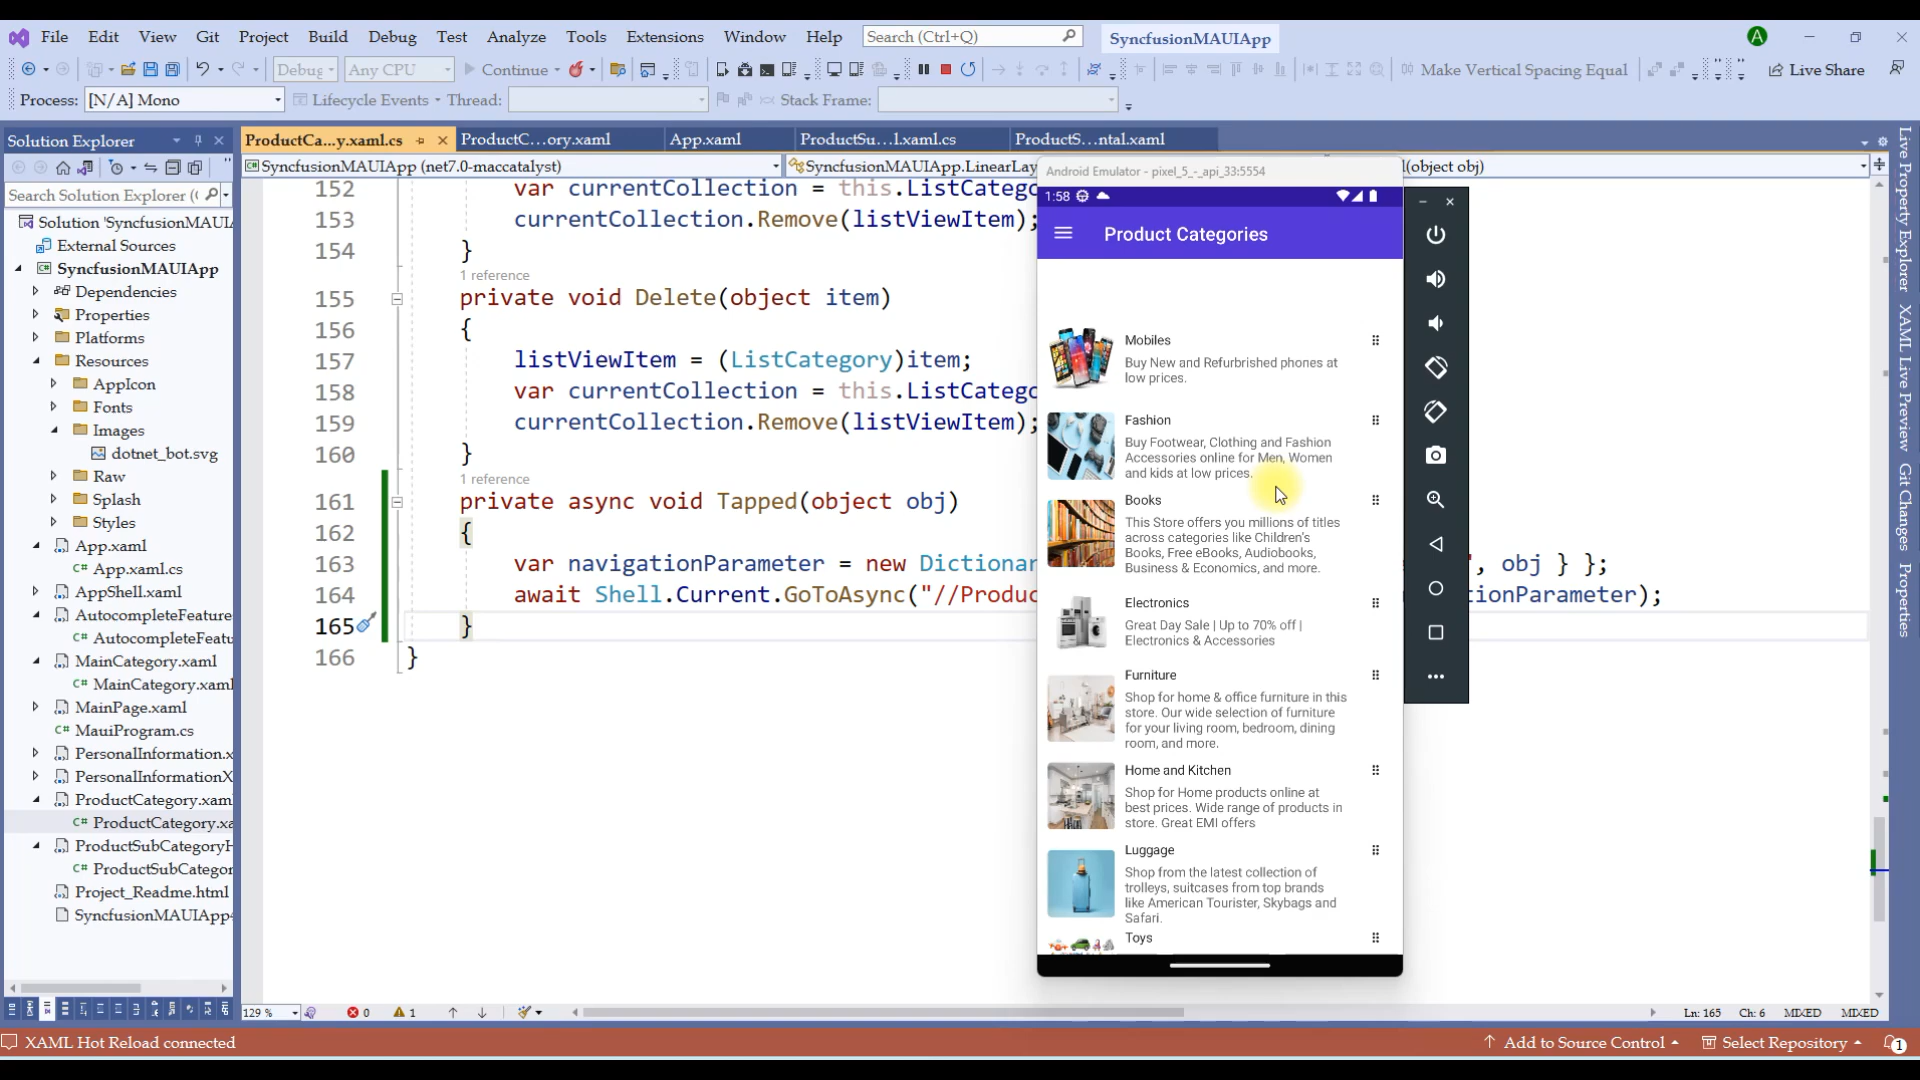 File Edit View Git Project Build Debug Test Analyze Tools Extensions Window Help Search (Ctrl+Q) SyncfusionMAUIApp A
Debug Any CPU Continue Make Vertical Spacing Equal Live Share
Process: [N/A] Mono Lifecycle Events Thread: Stack Frame:
Solution Explorer
Search Solution Explorer (
Solution 'SyncfusionMAUIA
External Sources
SyncfusionMAUIApp
Dependencies
Properties
Platforms
Resources
AppIcon
Fonts
Images
dotnet_bot.svg
Raw
Splash
Styles
App.xaml
App.xaml.cs
AppShell.xaml
AutocompleteFeature
AutocompleteFeatu
MainCategory.xaml
MainCategory.xaml
MainPage.xaml
MauiProgram.cs
PersonalInformation.x
PersonalInformationX
ProductCategory.xaml
ProductCategory.xa
ProductSubCategoryH
ProductSubCategor
Project_Readme.html
SyncfusionMAUIApp4
ProductCa...y.xaml.cs ProductC...ory.xaml App.xaml ProductSu...l.xaml.cs ProductS...ntal.xaml
SyncfusionMAUIApp (net7.0-maccatalyst) SyncfusionMAUIApp.LinearLay l(object obj)
152 var currentCollection = this.ListCatego
153 currentCollection.Remove(listViewItem);
154 }
1 reference
155 private void Delete(object item)
156 {
157 listViewItem = (ListCategory)item;
158 var currentCollection = this.ListCatego
159 currentCollection.Remove(listViewItem);
160 }
1 reference
161 private async void Tapped(object obj)
162 {
163 var navigationParameter = new Dictionar ", obj } };
164 await Shell.Current.GoToAsync("//Produc tionParameter);
165 }
166 }
Android Emulator - pixel_5_-_api_33:5554
1:58
Product Categories
Mobiles
Buy New and Refurbrished phones at
low prices.
Fashion
Buy Footwear, Clothing and Fashion
Accessories online for Men, Women
and kids at low prices.
Books
This Store offers you millions of titles
across categories like Children's
Books, Free eBooks, Audiobooks,
Business & Economics, and more.
Electronics
Great Day Sale | Up to 70% off |
Electronics & Accessories
Furniture
Shop for home & office furniture in this
store. Our wide selection of furniture
for your living room, bedroom, dining
room, and more.
Home and Kitchen
Shop for Home products online at
best prices. Wide range of products in
store. Great EMI offers
Luggage
Shop from the latest collection of
trolleys, suitcases from top brands
like American Tourister, Skybags and
Safari.
Toys
Live Property Explorer
XAML Live Preview
Git Changes
Properties
129 % 0 1 Ln: 165 Ch: 6 MIXED MIXED
XAML Hot Reload connected Add to Source Control Select Repository 1